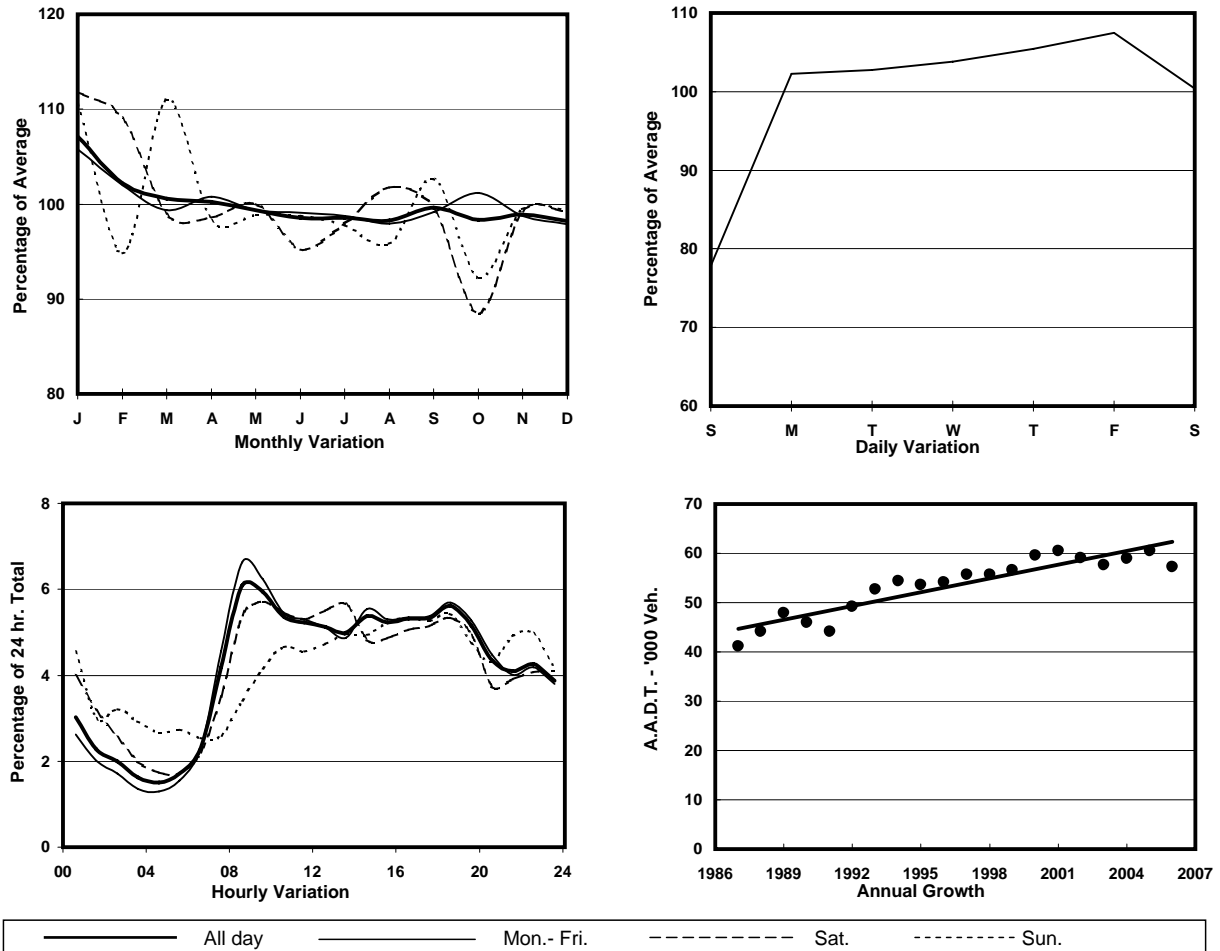 120
110
100
90
80
Percentage of Average
J F M A M J J A S O N D
Monthly Variation
110
100
90
80
70
60
Percentage of Average
S M T W T F S
Daily Variation
8
6
4
2
0
Percentage of 24 hr. Total
00 04 08 12 16 20 24
Hourly Variation
70
60
50
40
30
20
10
0
A.A.D.T. - '000 Veh.
1986 1989 1992 1995 1998 2001 2004 2007
Annual Growth
All day Mon.- Fri. Sat. Sun.